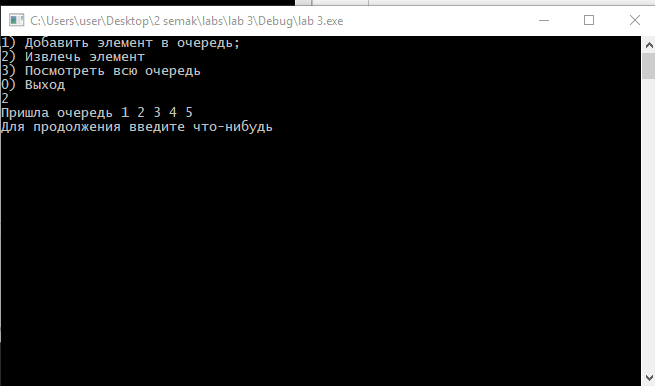 C:\Users\user\Desktop\2 semak\labs\lab 3\Debug\lab 3.exe
1) Добавить элемент в очередь;
2) Извлечь элемент
3) Посмотреть всю очередь
0) Выход
2
Пришла очередь 1 2 3 4 5
Для продолжения введите что-нибудь